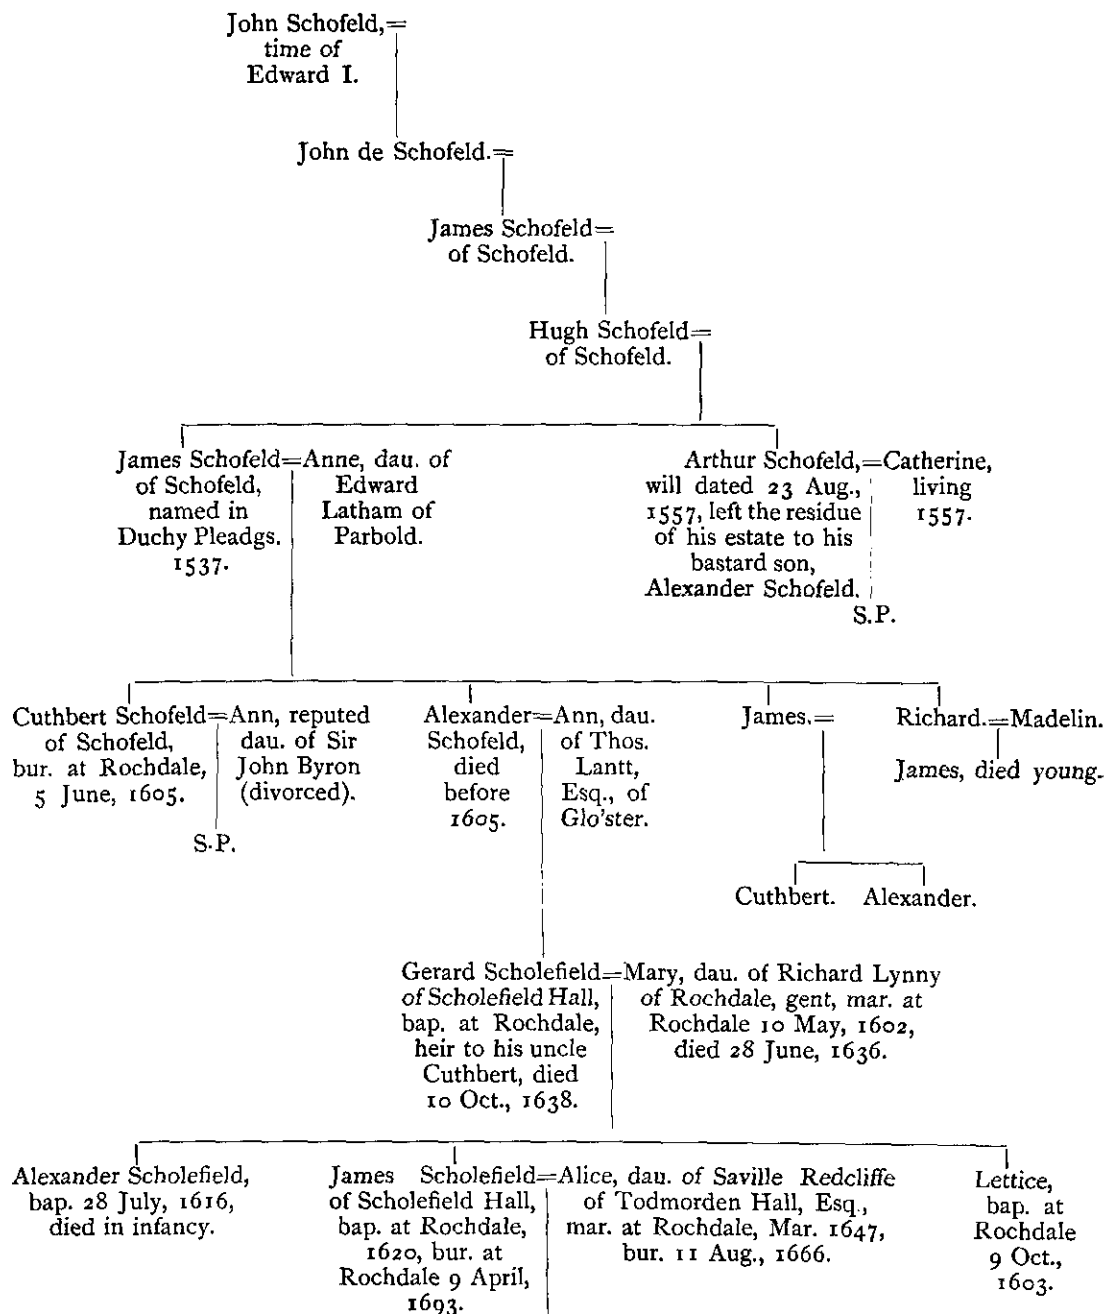 John Schofeld,=
time of
Edward I.
John de Schofeld.=
James Schofeld=
of Schofeld.
Hugh Schofeld=
of Schofeld.
James Schofeld=Anne, dau. of
of Schofeld,
named in
Duchy Pleadgs.
1537.
Edward
Latham of
Parbold.
Arthur Schofeld,=Catherine,
will dated 23 Aug.,
1557, left the residue
of his estate to his
bastard son,
Alexander Schofeld.
living
1557.
S.P.
Cuthbert Schofeld=Ann, reputed
of Schofeld,
bur. at Rochdale,
5 June, 1605.
dau. of Sir
John Byron
(divorced).
S.P.
Alexander=Ann, dau.
Schofeld,
died
before
1605.
of Thos.
Lantt,
Esq., of
Glo'ster.
James.=
Richard.=Madelin.
James, died young.
Cuthbert. Alexander.
Gerard Scholefield=Mary, dau. of Richard Lynny
of Scholefield Hall,
bap. at Rochdale,
heir to his uncle
Cuthbert, died
10 Oct., 1638.
of Rochdale, gent, mar. at
Rochdale 10 May, 1602,
died 28 June, 1636.
Alexander Scholefield,
bap. 28 July, 1616,
died in infancy.
James Scholefield=Alice, dau. of Saville Redcliffe
of Scholefield Hall,
bap. at Rochdale,
1620, bur. at
Rochdale 9 April,
1693.
of Todmorden Hall, Esq.,
mar. at Rochdale, Mar. 1647,
bur. 11 Aug., 1666.
Lettice,
bap. at
Rochdale
9 Oct.,
1603.